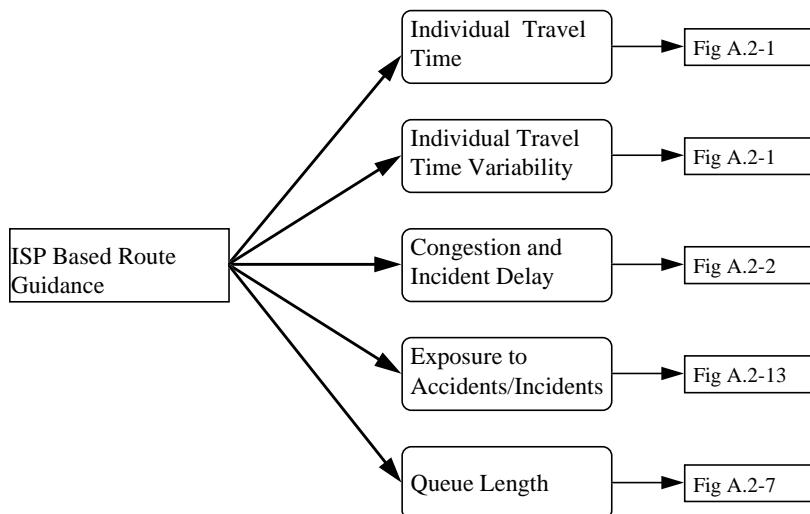 Individual Travel
Time
Fig A.2-1
Individual Travel
Time Variability
Fig A.2-1
ISP Based Route
Guidance
Congestion and
Incident Delay
Fig A.2-2
Exposure to
Accidents/Incidents
Fig A.2-13
Queue Length
Fig A.2-7